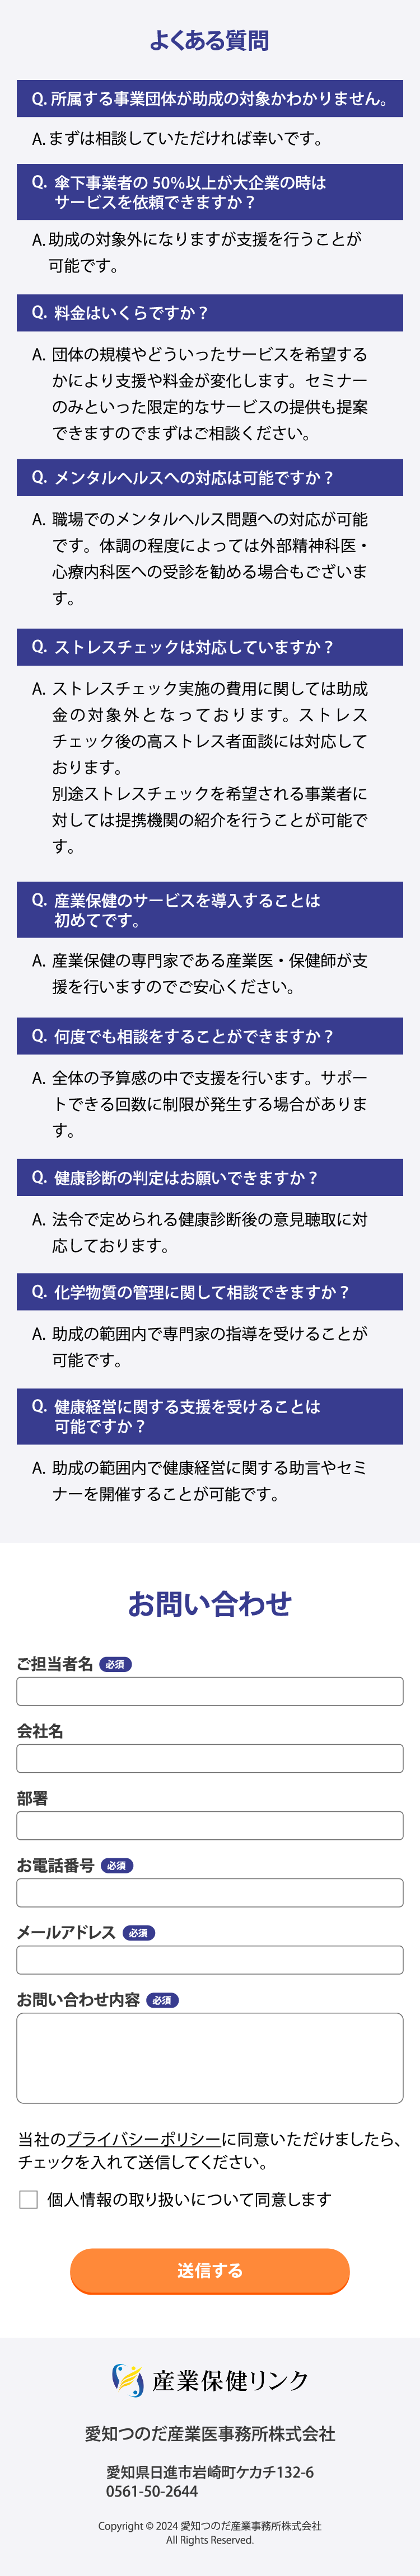 よくある質問
Q. 所属する事業団体が助成の対象かわかりません。
A. まずは相談していただければ幸いです。
Q. 傘下事業者の 50%以上が大企業の時は
サービスを依頼できますか？
A. 助成の対象外になりますが支援を行うことが
可能です。
Q. 料金はいくらですか？
A. 団体の規模やどういったサービスを希望する
かにより支援や料金が変化します。セミナー
のみといった限定的なサービスの提供も提案
できますのでまずはご相談ください。
Q. メンタルヘルスへの対応は可能ですか？
A. 職場でのメンタルヘルス問題への対応が可能
です。体調の程度によっては外部精神科医・
心療内科医への受診を勧める場合もございま
す。
Q. ストレスチェックは対応していますか？
A. ストレスチェック実施の費用に関しては助成
金の対象外となっております。ストレス
チェック後の高ストレス者面談には対応して
おります。
別途ストレスチェックを希望される事業者に
対しては提携機関の紹介を行うことが可能で
す。
Q. 産業保健のサービスを導入することは
初めてです。
A. 産業保健の専門家である産業医・保健師が支
援を行いますのでご安心ください。
Q. 何度でも相談をすることができますか？
A. 全体の予算感の中で支援を行います。サポー
トできる回数に制限が発生する場合がありま
す。
Q. 健康診断の判定はお願いできますか？
A. 法令で定められる健康診断後の意見聴取に対
応しております。
Q. 化学物質の管理に関して相談できますか？
A. 助成の範囲内で専門家の指導を受けることが
可能です。
Q. 健康経営に関する支援を受けることは
可能ですか？
A. 助成の範囲内で健康経営に関する助言やセミ
ナーを開催することが可能です。
お問い合わせ
ご担当者名 必須
会社名
部署
お電話番号 必須
メールアドレス 必須
お問い合わせ内容 必須
当社のプライバシーポリシーに同意いただけましたら、
チェックを入れて送信してください。
個人情報の取り扱いについて同意します
送信する
産業保健リンク
愛知つのだ産業医事務所株式会社
愛知県日進市岩崎町ケカチ132-6
0561-50-2644
Copyright © 2024 愛知つのだ産業事務所株式会社
All Rights Reserved.